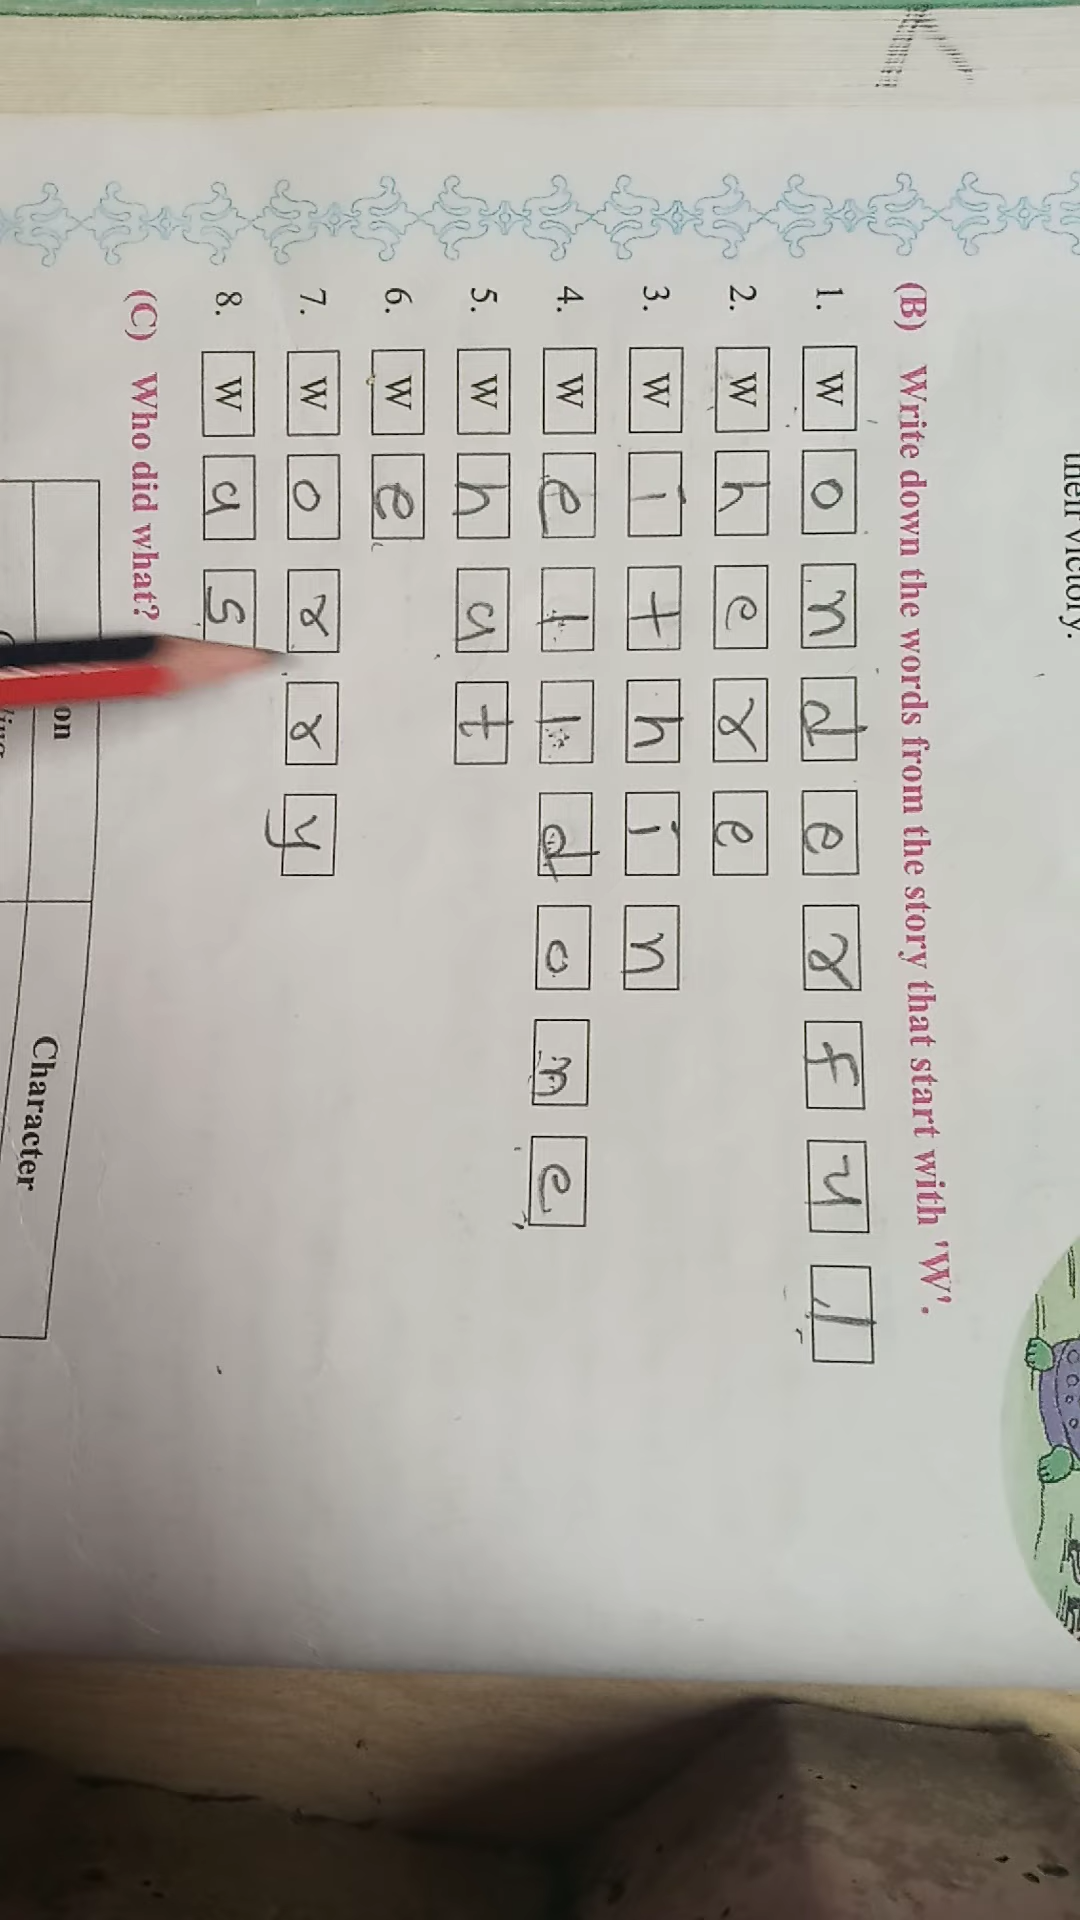 their victory.
(B) Write down the words from the story that start with 'W'.
1. w o n d e r f u l
2. w h e r e
3. w i t h i n
4. w e l l d o n e
5. w h a t
6. w e
7. w o r r y
8. w a s
(C) Who did what?
on Character